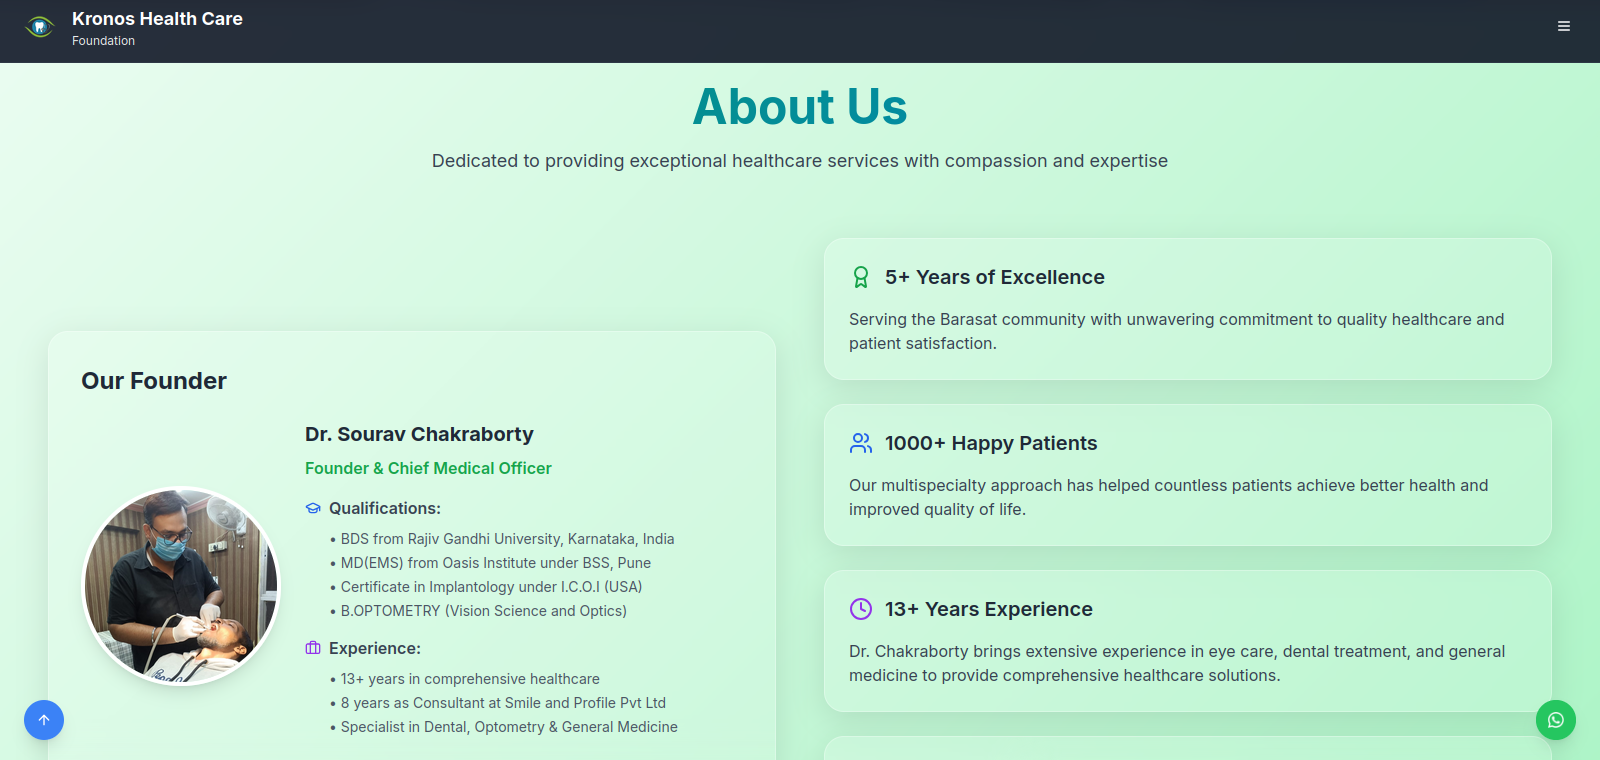 Kronos Health Care
Foundation
About Us
Dedicated to providing exceptional healthcare services with compassion and expertise
Our Founder
Dr. Sourav Chakraborty
Founder & Chief Medical Officer
Qualifications:
• BDS from Rajiv Gandhi University, Karnataka, India
• MD(EMS) from Oasis Institute under BSS, Pune
• Certificate in Implantology under I.C.O.I (USA)
• B.OPTOMETRY (Vision Science and Optics)
Experience:
• 13+ years in comprehensive healthcare
• 8 years as Consultant at Smile and Profile Pvt Ltd
• Specialist in Dental, Optometry & General Medicine
5+ Years of Excellence
Serving the Barasat community with unwavering commitment to quality healthcare and
patient satisfaction.
1000+ Happy Patients
Our multispecialty approach has helped countless patients achieve better health and
improved quality of life.
13+ Years Experience
Dr. Chakraborty brings extensive experience in eye care, dental treatment, and general
medicine to provide comprehensive healthcare solutions.